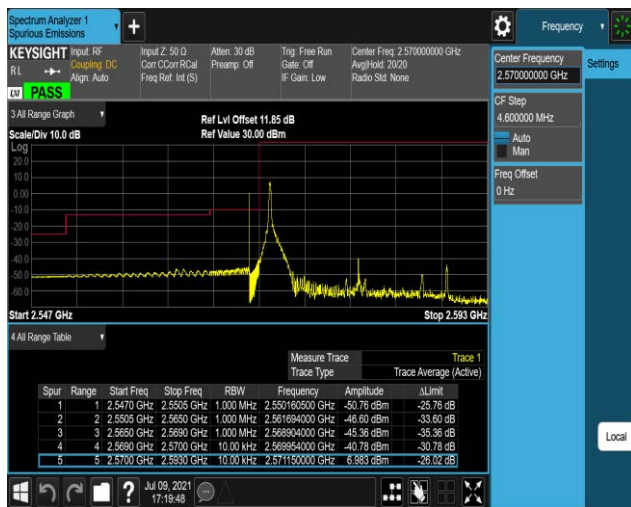 Spectrum Analyzer 1
Spurious Emissions
Frequency
KEYSIGHT
Input: RF
Coupling: DC
Align: Auto
Input Z: 50 Ω
Corr CCorr RCal
Freq Ref: Int (S)
Atten: 30 dB
Preamp: Off
Trig: Free Run
Gate: Off
IF Gain: Low
Center Freq: 2.570000000 GHz
Avg|Hold: 20/20
Radio Std: None
R L
LXI PASS
3 All Range Graph
Scale/Div 10.0 dB
Ref Lvl Offset 11.85 dB
Ref Value 30.00 dBm
Log
20.0
10.0
0.00
-10.0
-20.0
-30.0
-40.0
-50.0
-60.0
Start 2.547 GHz
Stop 2.593 GHz
4 All Range Table
Measure Trace Trace 1
Trace Type Trace Average (Active)
Spur Range Start Freq Stop Freq RBW Frequency Amplitude ΔLimit
1 1 2.5470 GHz 2.5505 GHz 1.000 MHz 2.550160500 GHz -50.76 dBm -25.76 dB
2 2 2.5505 GHz 2.5650 GHz 1.000 MHz 2.561694000 GHz -46.60 dBm -33.60 dB
3 3 2.5650 GHz 2.5690 GHz 1.000 MHz 2.568904000 GHz -45.36 dBm -35.36 dB
4 4 2.5690 GHz 2.5700 GHz 10.00 kHz 2.569954000 GHz -40.78 dBm -30.78 dB
5 5 2.5700 GHz 2.5930 GHz 10.00 kHz 2.571150000 GHz 6.983 dBm -26.02 dB
Center Frequency
2.570000000 GHz
CF Step
4.600000 MHz
Auto
Man
Freq Offset
0 Hz
Settings
Local
?
Jul 09, 2021
17:19:48